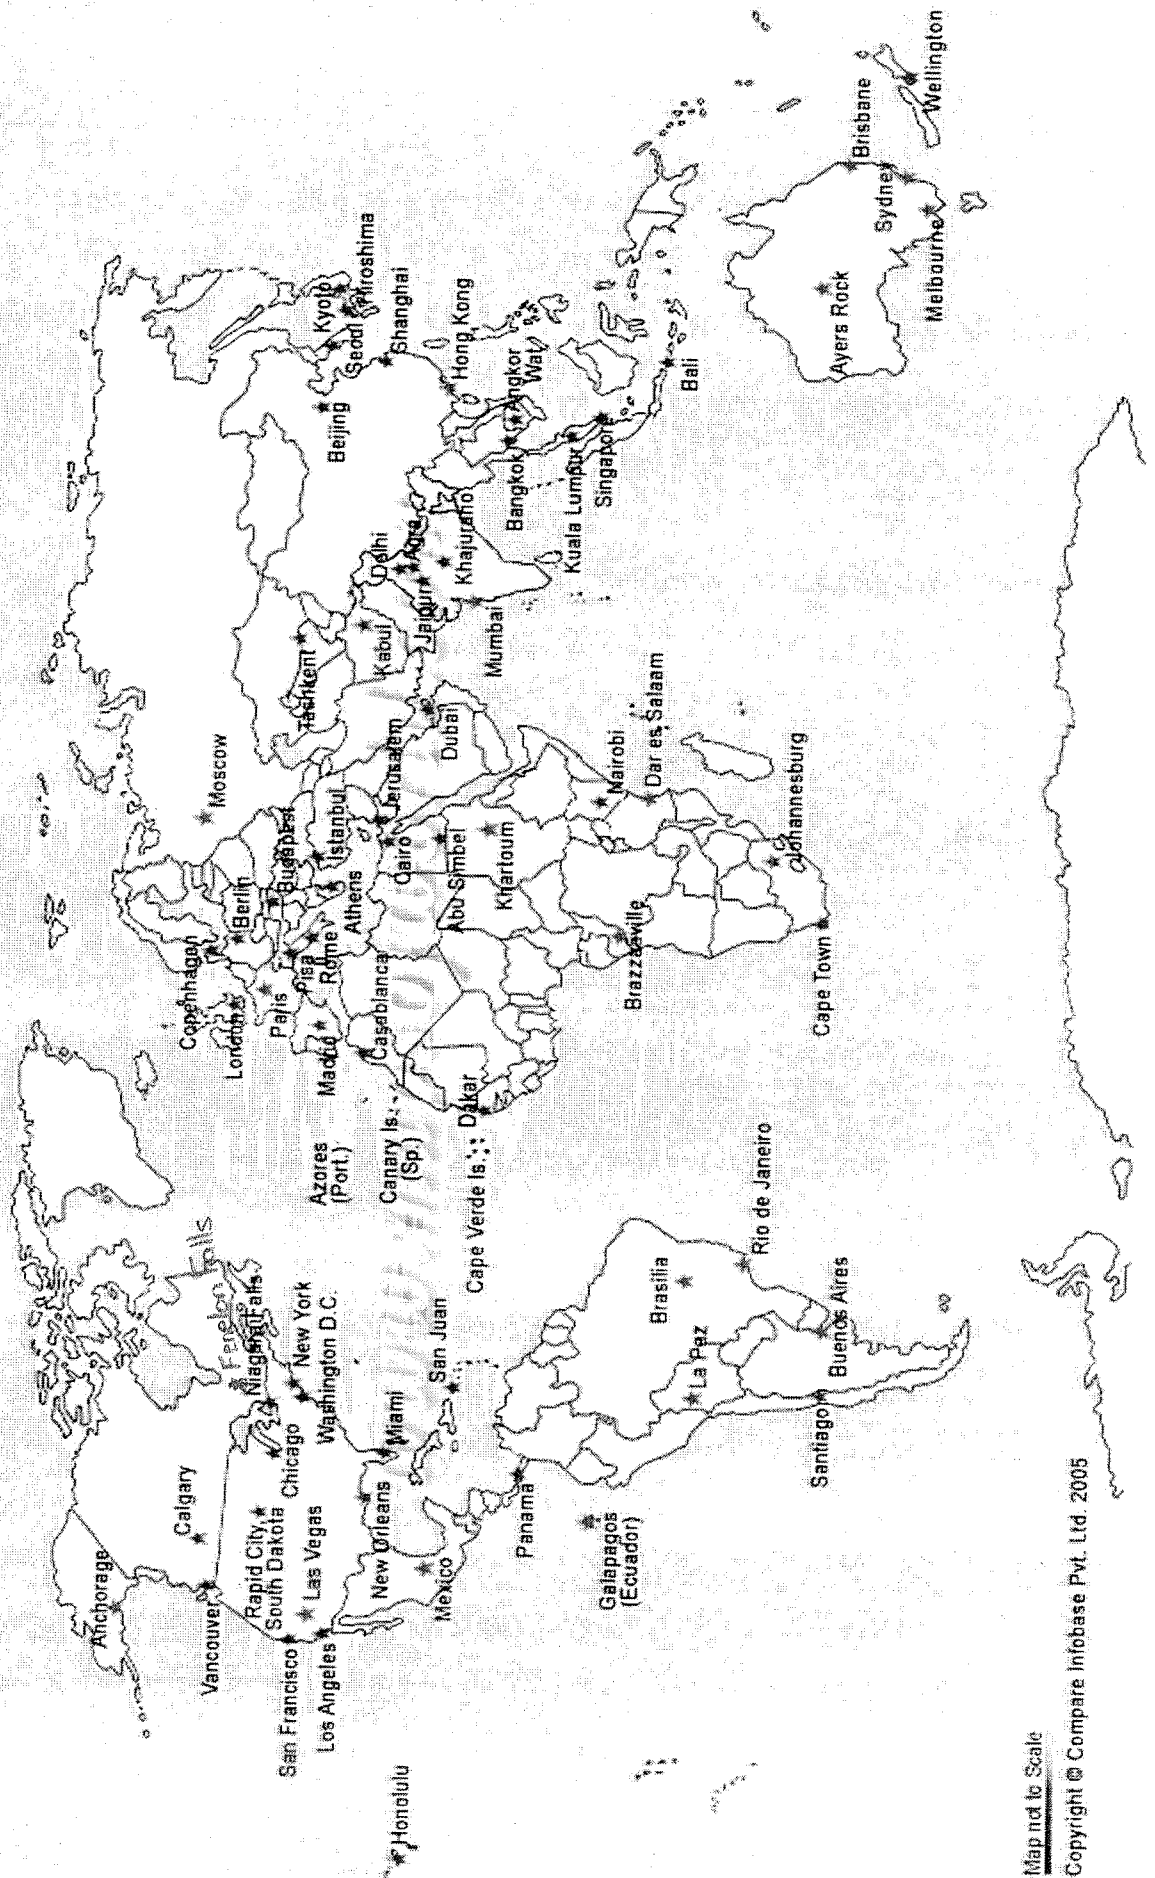 Anchorage
Calgary
Vancouver
Fenelon Falls
Niagara Falls
Rapid City,
South Dakota
Chicago
New York
Washington D.C.
San Francisco
Las Vegas
Los Angeles
New Orleans
Miami
Honolulu
Mexico
San Juan
Panama
Galapagos
(Ecuador)
Brasilia
La Paz
Rio de Janeiro
Santiago
Buenos Aires
Azores
(Port.)
Canary Is.
(Sp.)
Cape Verde Is.
Copenhagen
London
Berlin
Moscow
Paris
Budapest
Pisa
Rome
Madrid
Istanbul
Athens
Casablanca
Cairo
Jerusalem
Dakar
Abu Simbel
Khartoum
Dubai
Brazzaaville
Nairobi
Dar es Salaam
Johannesburg
Cape Town
Tashkent
Kabul
Delhi
Agra
Jaipur
Khajuraho
Mumbai
Beijing
Seodl
Kyoto
Hiroshima
Shanghai
Hong Kong
Bangkok
Angkor
Wat
Kuala Lumpur
Singapore
Bali
Ayers Rock
Brisbane
Sydney
Melbourne
Wellington
Map not to Scale
Copyright © Compare Infobase Pvt. Ltd. 2005